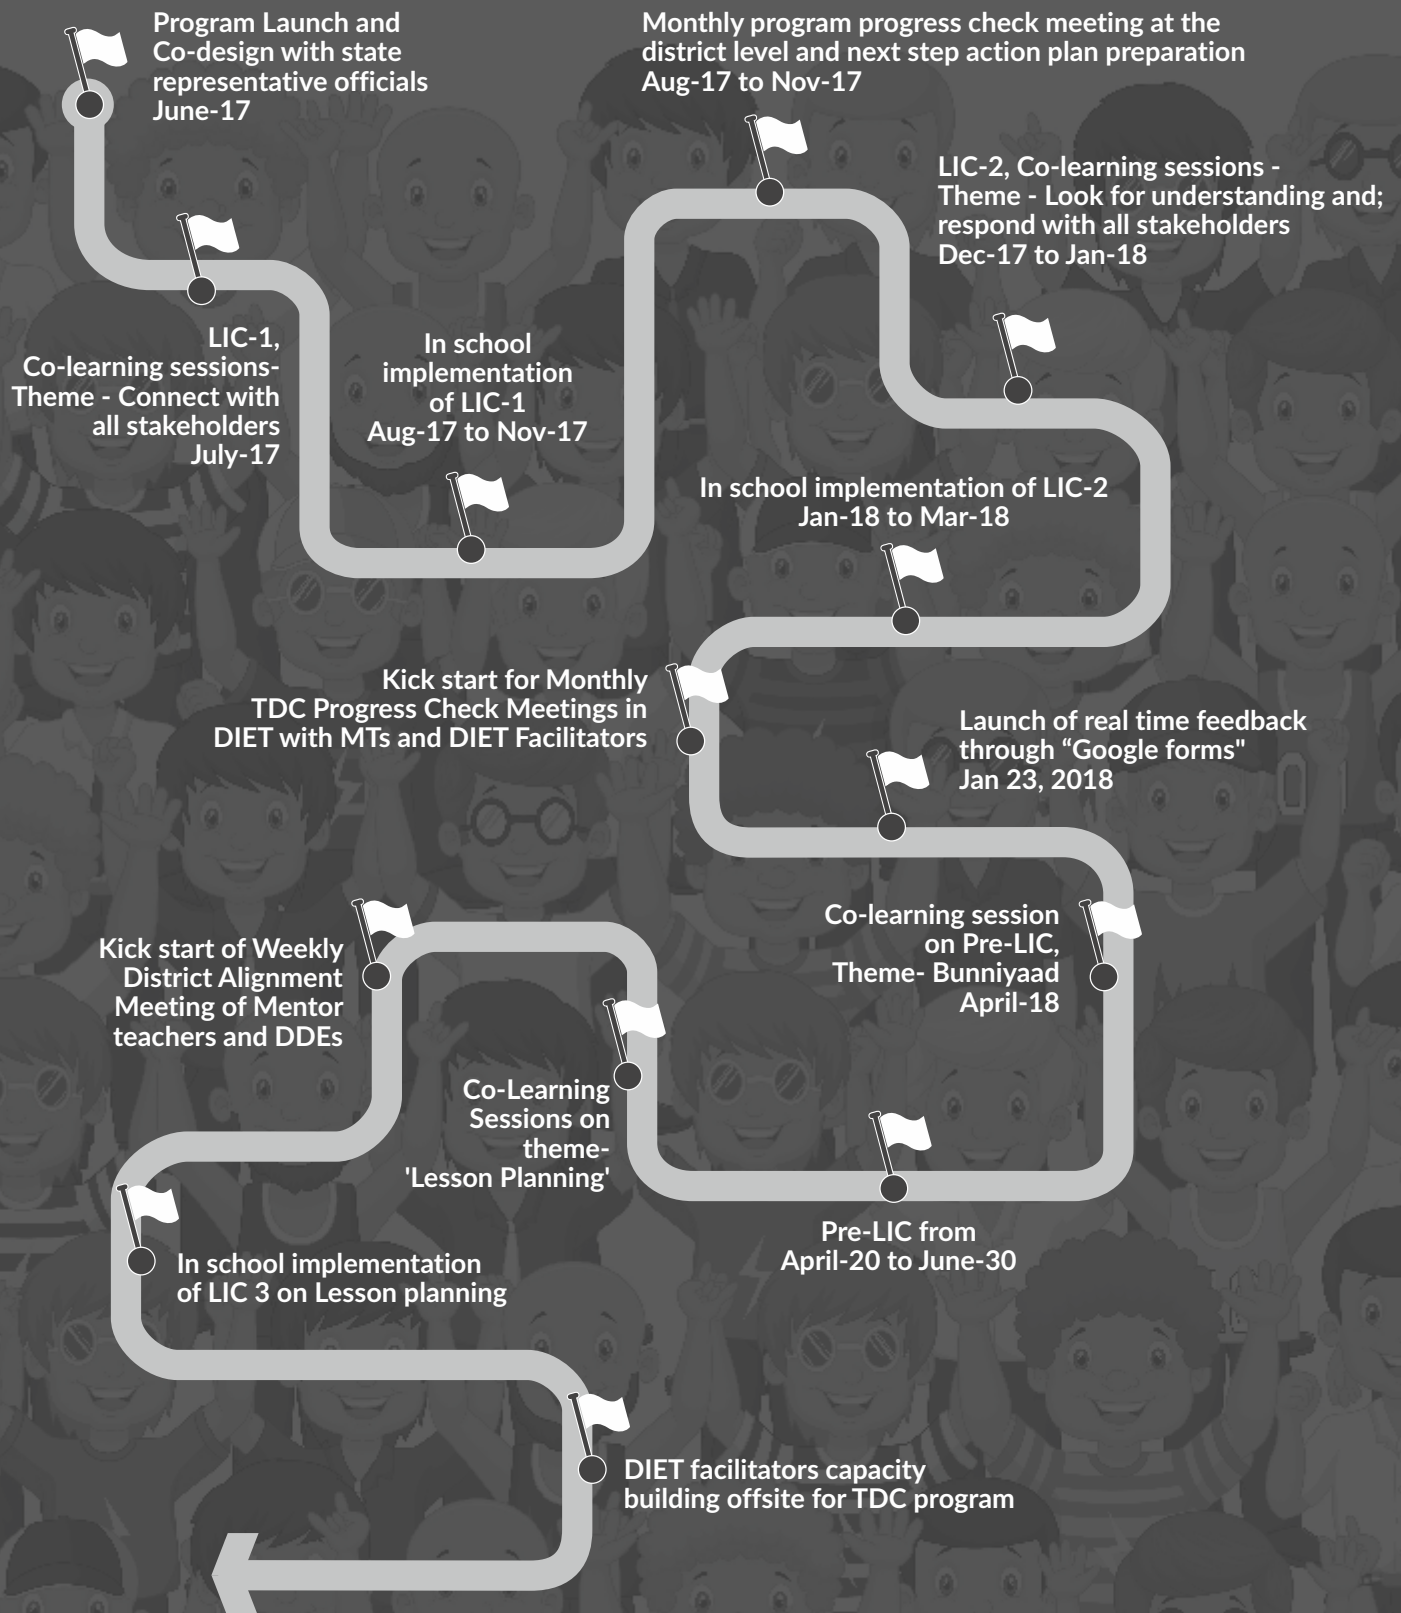 Program Launch and
Co-design with state
representative officials
June-17
LIC-1,
Co-learning sessions-
Theme - Connect with
all stakeholders
July-17
In school
implementation
of LIC-1
Aug-17 to Nov-17
Monthly program progress check meeting at the
district level and next step action plan preparation
Aug-17 to Nov-17
LIC-2, Co-learning sessions -
Theme - Look for understanding and;
respond with all stakeholders
Dec-17 to Jan-18
In school implementation of LIC-2
Jan-18 to Mar-18
Kick start for Monthly
TDC Progress Check Meetings in
DIET with MTs and DIET Facilitators
Launch of real time feedback
through “Google forms"
Jan 23, 2018
Co-learning session
on Pre-LIC,
Theme- Bunniyaad
April-18
Pre-LIC from
April-20 to June-30
Co-Learning
Sessions on
theme-
'Lesson Planning'
Kick start of Weekly
District Alignment
Meeting of Mentor
teachers and DDEs
In school implementation
of LIC 3 on Lesson planning
DIET facilitators capacity
building offsite for TDC program